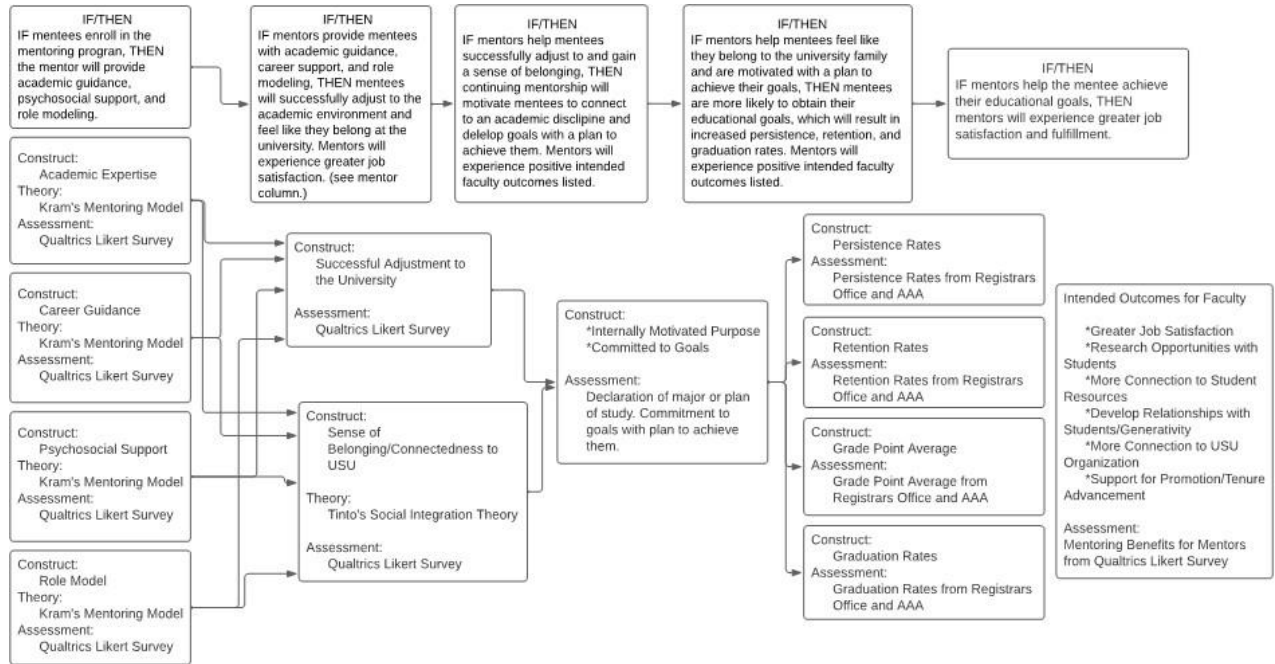 IF/THEN
IF mentees enroll in the
mentoring progran, THEN
the mentor will provide
academic guidance,
psychosocial support, and
role modeling.
IF/THEN
IF mentors provide mentees
with academic guidance,
career support, and role
modeling, THEN mentees
will successfully adjust to the
academic environment and
feel like they belong at the
university. Mentors will
experience greater job
satisfaction. (see mentor
column.)
IF/THEN
IF mentors help mentees
successfully adjust to and gain
a sense of belonging, THEN
continuing mentorship will
motivate mentees to connect
to an academic disclipine and
delelop goals with a plan to
achieve them. Mentors will
experience positive intended
faculty outcomes listed.
IF/THEN
IF mentors help mentees feel like
they belong to the university family
and are motivated with a plan to
achieve their goals, THEN mentees
are more likely to obtain their
educational goals, which will result in
increased persistence, retention, and
graduation rates. Mentors will
experience positive intended faculty
outcomes listed.
IF/THEN
IF mentors help the mentee achieve
their educational goals, THEN
mentors will experience greater job
satisfaction and fulfillment.
Construct:
Academic Expertise
Theory:
Kram's Mentoring Model
Assessment:
Qualtrics Likert Survey
Construct:
Career Guidance
Theory:
Kram's Mentoring Model
Assessment:
Qualtrics Likert Survey
Construct:
Psychosocial Support
Theory:
Kram's Mentoring Model
Assessment:
Qualtrics Likert Survey
Construct:
Role Model
Theory:
Kram's Mentoring Model
Assessment:
Qualtrics Likert Survey
Construct:
Successful Adjustment to
the University
Assessment:
Qualtrics Likert Survey
Construct:
Sense of
Belonging/Connectedness to
USU
Theory:
Tinto's Social Integration Theory
Assessment:
Qualtrics Likert Survey
Construct:
*Internally Motivated Purpose
*Committed to Goals
Assessment:
Declaration of major or plan
of study. Commitment to
goals with plan to achieve
them.
Construct:
Persistence Rates
Assessment:
Persistence Rates from Registrars
Office and AAA
Construct:
Retention Rates
Assessment:
Retention Rates from Registrars
Office and AAA
Construct:
Grade Point Average
Assessment:
Grade Point Average from
Registrars Office and AAA
Construct:
Graduation Rates
Assessment:
Graduation Rates from Registrars
Office and AAA
Intended Outcomes for Faculty
*Greater Job Satisfaction
*Research Opportunities with
Students
*More Connection to Student
Resources
*Develop Relationships with
Students/Generativity
*More Connection to USU
Organization
*Support for Promotion/Tenure
Advancement
Assessment:
Mentoring Benefits for Mentors
from Qualtrics Likert Survey